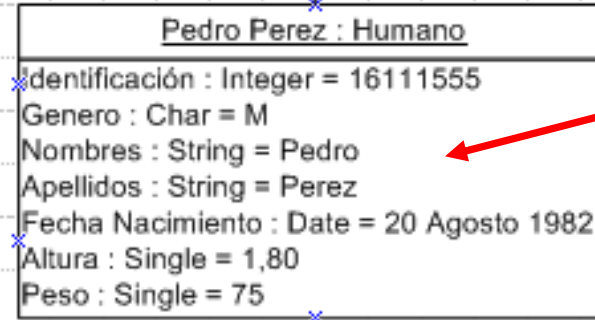 Pedro Perez : Humano
Identificación : Integer = 16111555
Genero : Char = M
Nombres : String = Pedro
Apellidos : String = Perez
Fecha Nacimiento : Date = 20 Agosto 1982
Altura : Single = 1,80
Peso : Single = 75